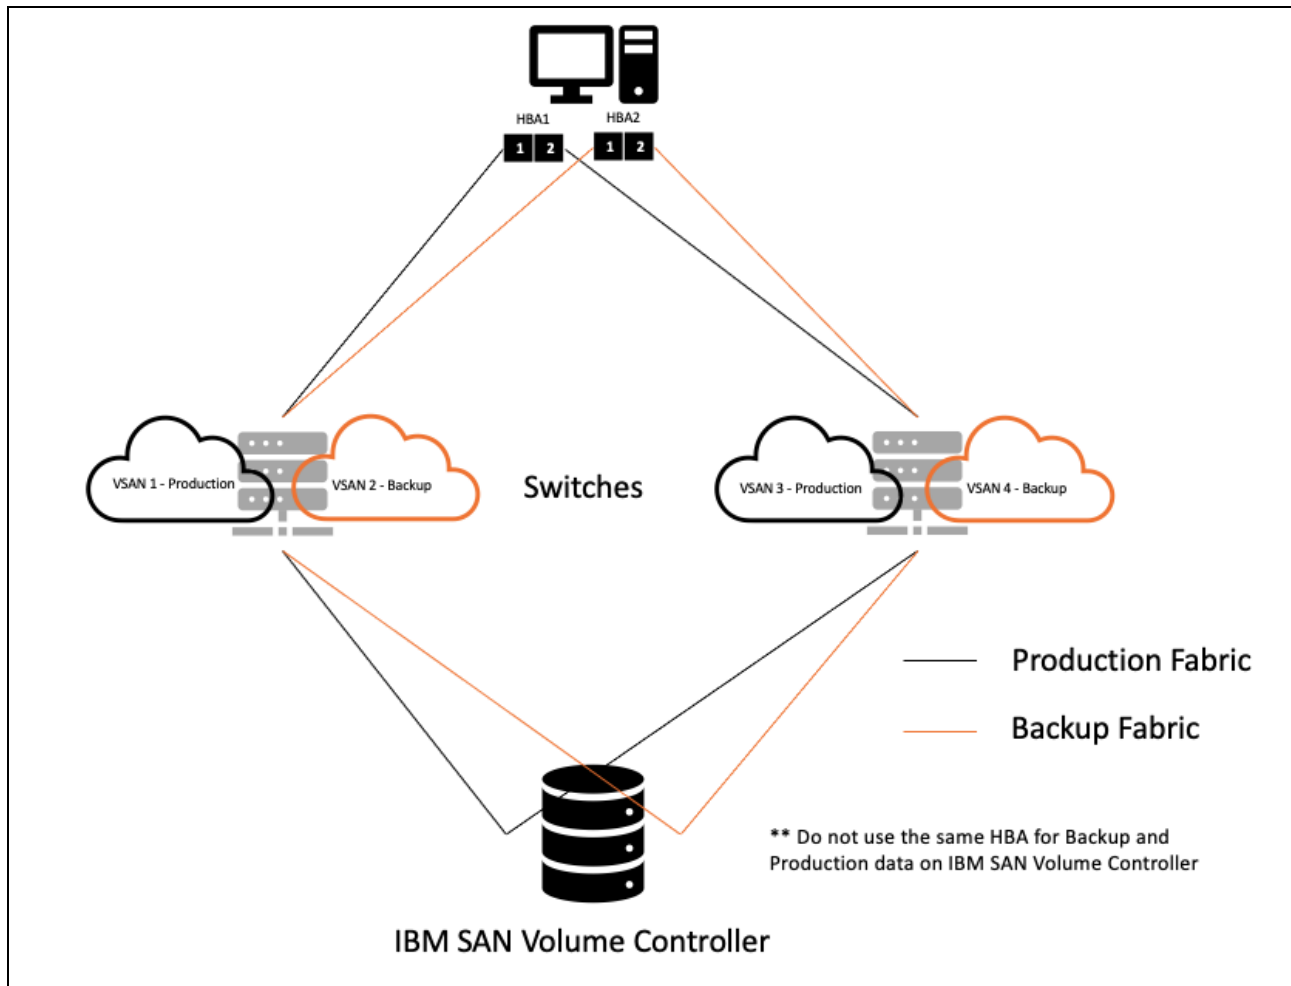 HBA1
HBA2
1 2
1 2
VSAN 1 - Production
VSAN 2 - Backup
Switches
VSAN 3 - Production
VSAN 4 - Backup
Production Fabric
Backup Fabric
** Do not use the same HBA for Backup and
Production data on IBM SAN Volume Controller
IBM SAN Volume Controller